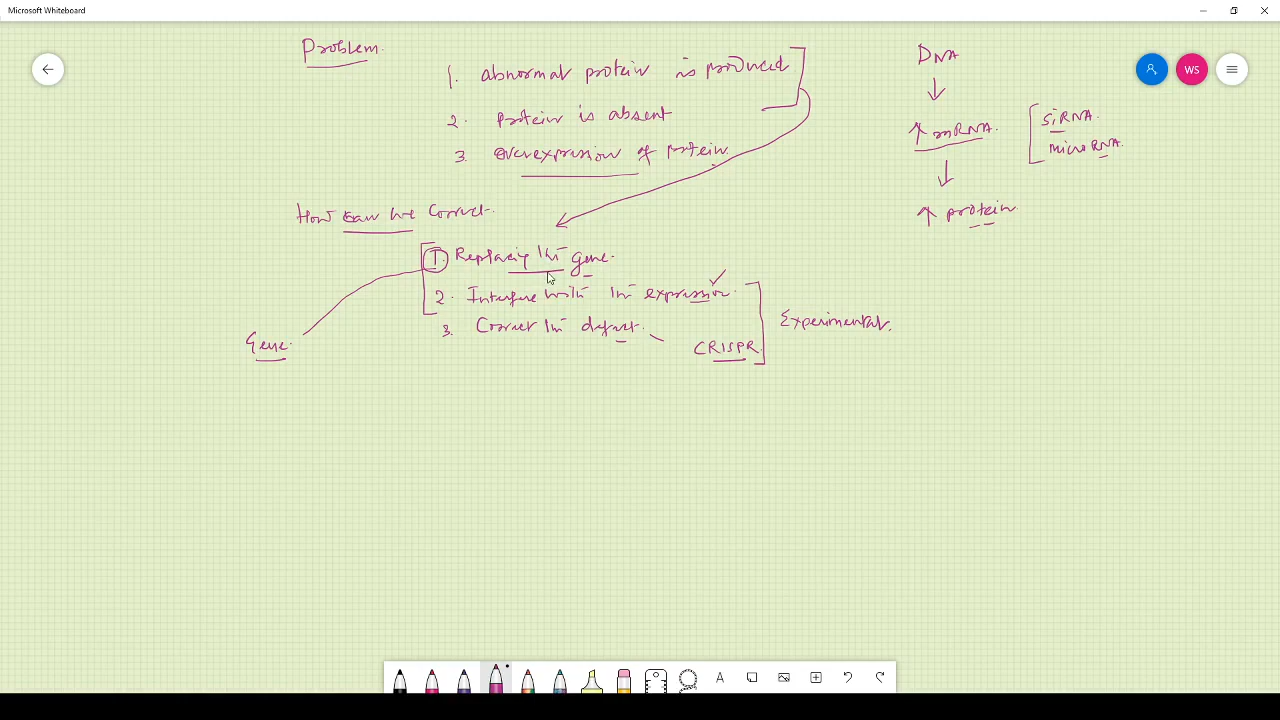 Microsoft Whiteboard
WS
Problem.
1. abnormal protein is produced
2. protein is absent
3. Overexpression of protein
DNA
mRNA.
siRNA.
microRNA.
protein.
How can we Correct.
1. Replacing the gene.
2. Interfere with the expression.
3. Correct the defect.
CRISPR
Experimental.
Gene.
A